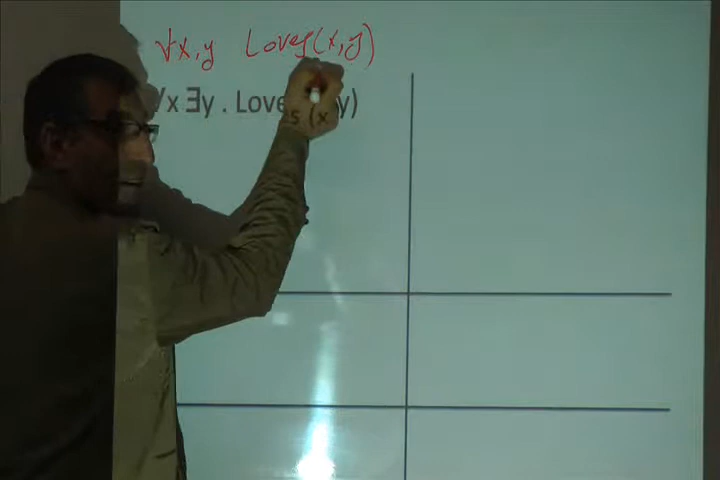 ∀x,y Loves(x,y)
∀x ∃y . Loves (x y)